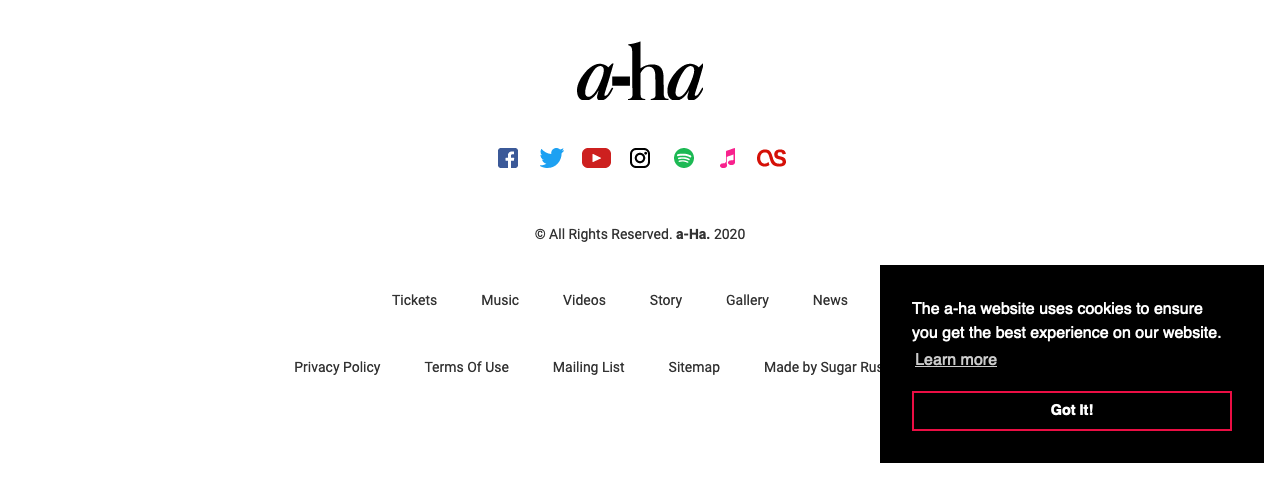 a-ha
© All Rights Reserved. a-Ha. 2020
Tickets Music Videos Story Gallery News
Privacy Policy Terms Of Use Mailing List Sitemap Made by Sugar
The a-ha website uses cookies to ensure
you get the best experience on our website.
Learn more
Got It!